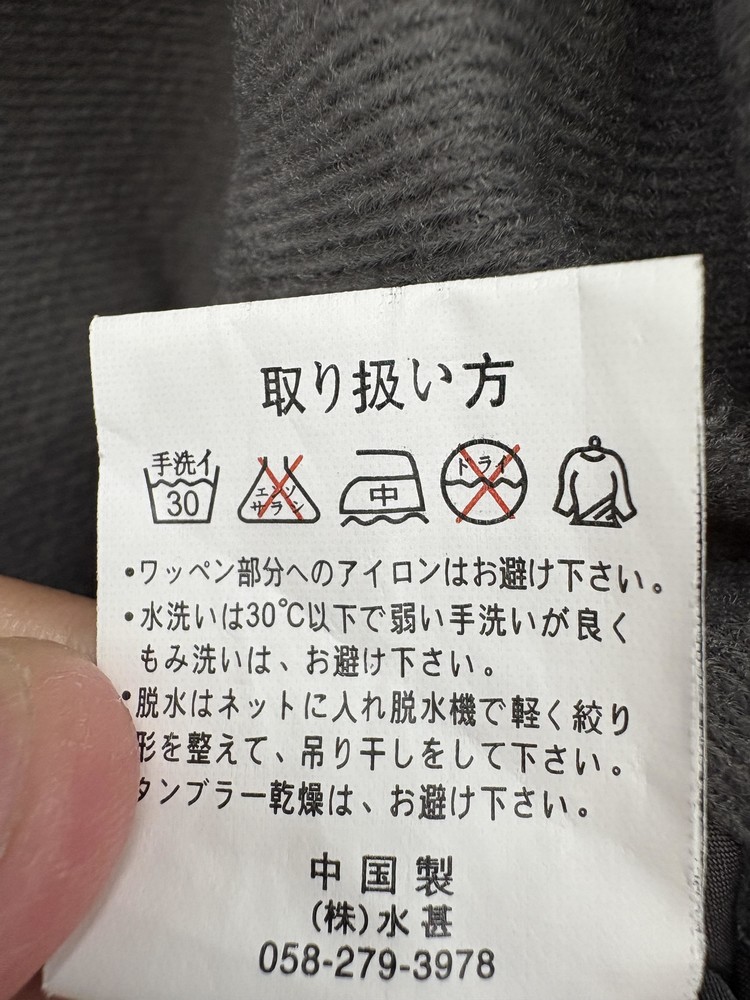 取り扱い方
手洗イ 30 エンソサラシ 中 ドライ
・ワッペン部分へのアイロンはお避け下さい。
・水洗いは30℃以下で弱い手洗いが良く
もみ洗いは、お避け下さい。
・脱水はネットに入れ脱水機で軽く絞り
形を整えて、吊り干しをして下さい。
タンブラー乾燥は、お避け下さい。
中国製
(株)水甚
058-279-3978